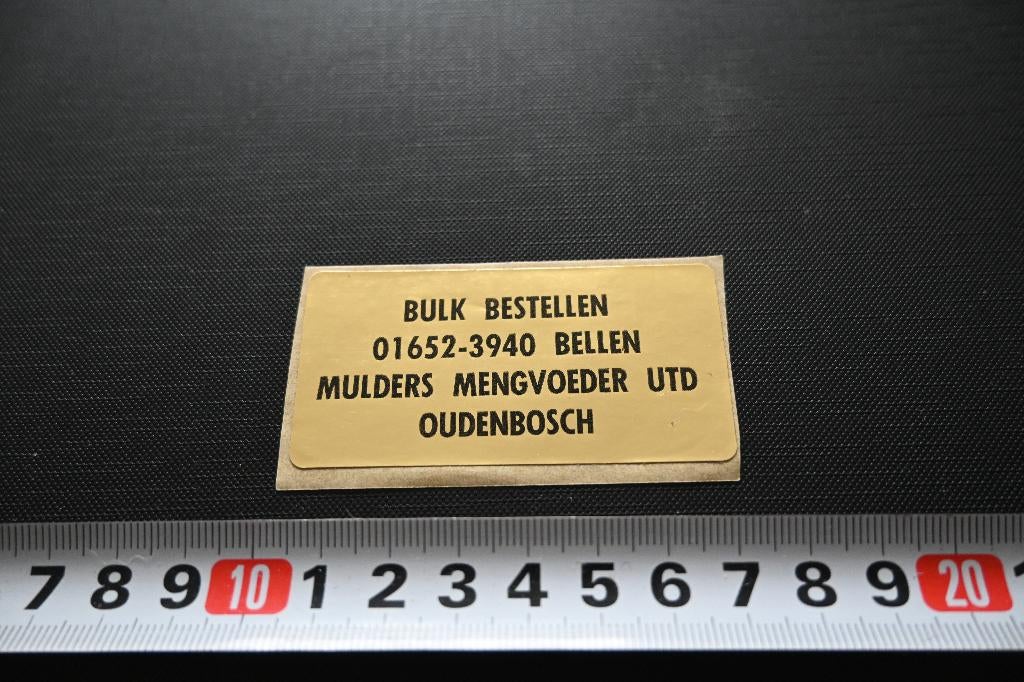 BULK BESTELLEN
01652-3940 BELLEN
MULDERS MENGVOEDER UTD
OUDENBOSCH
7 8 9 10 1 2 3 4 5 6 7 8 9 20 1